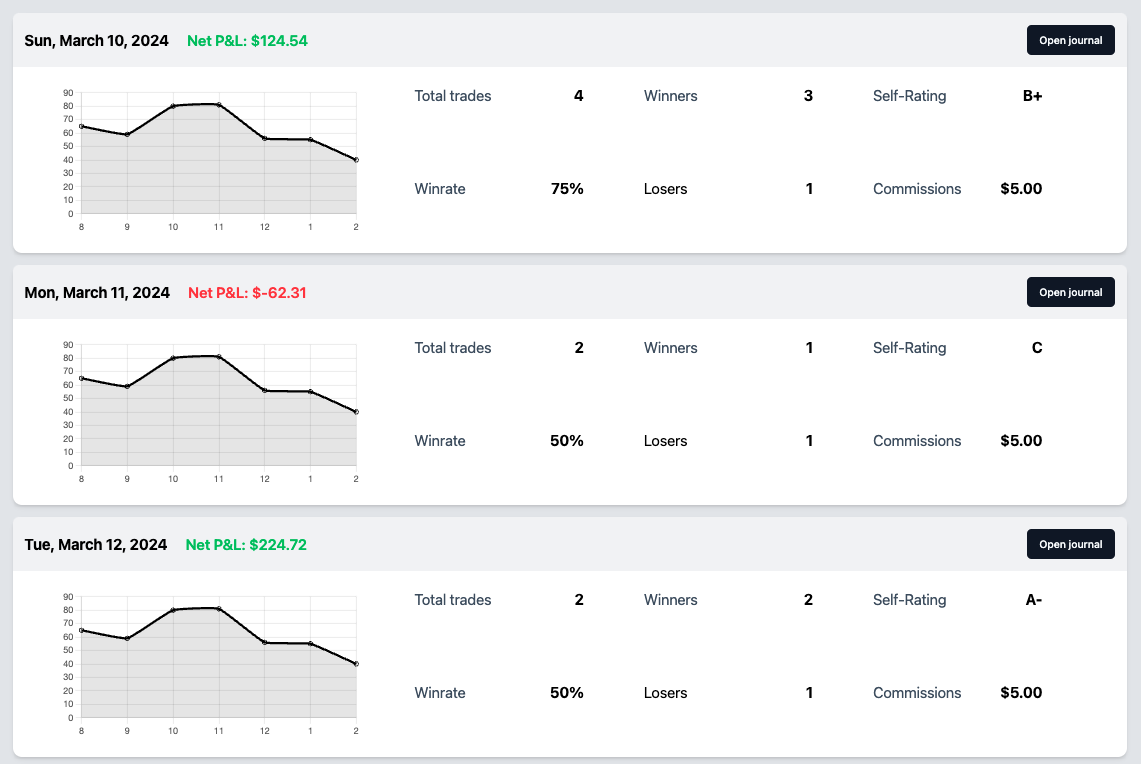 Sun, March 10, 2024 Net P&L: $124.54 Open journal
90
80
70
60
50
40
30
20
10
0
8 9 10 11 12 1 2
Total trades 4 Winners 3 Self-Rating B+
Winrate 75% Losers 1 Commissions $5.00
Mon, March 11, 2024 Net P&L: $-62.31 Open journal
90
80
70
60
50
40
30
20
10
0
8 9 10 11 12 1 2
Total trades 2 Winners 1 Self-Rating C
Winrate 50% Losers 1 Commissions $5.00
Tue, March 12, 2024 Net P&L: $224.72 Open journal
90
80
70
60
50
40
30
20
10
0
8 9 10 11 12 1 2
Total trades 2 Winners 2 Self-Rating A-
Winrate 50% Losers 1 Commissions $5.00